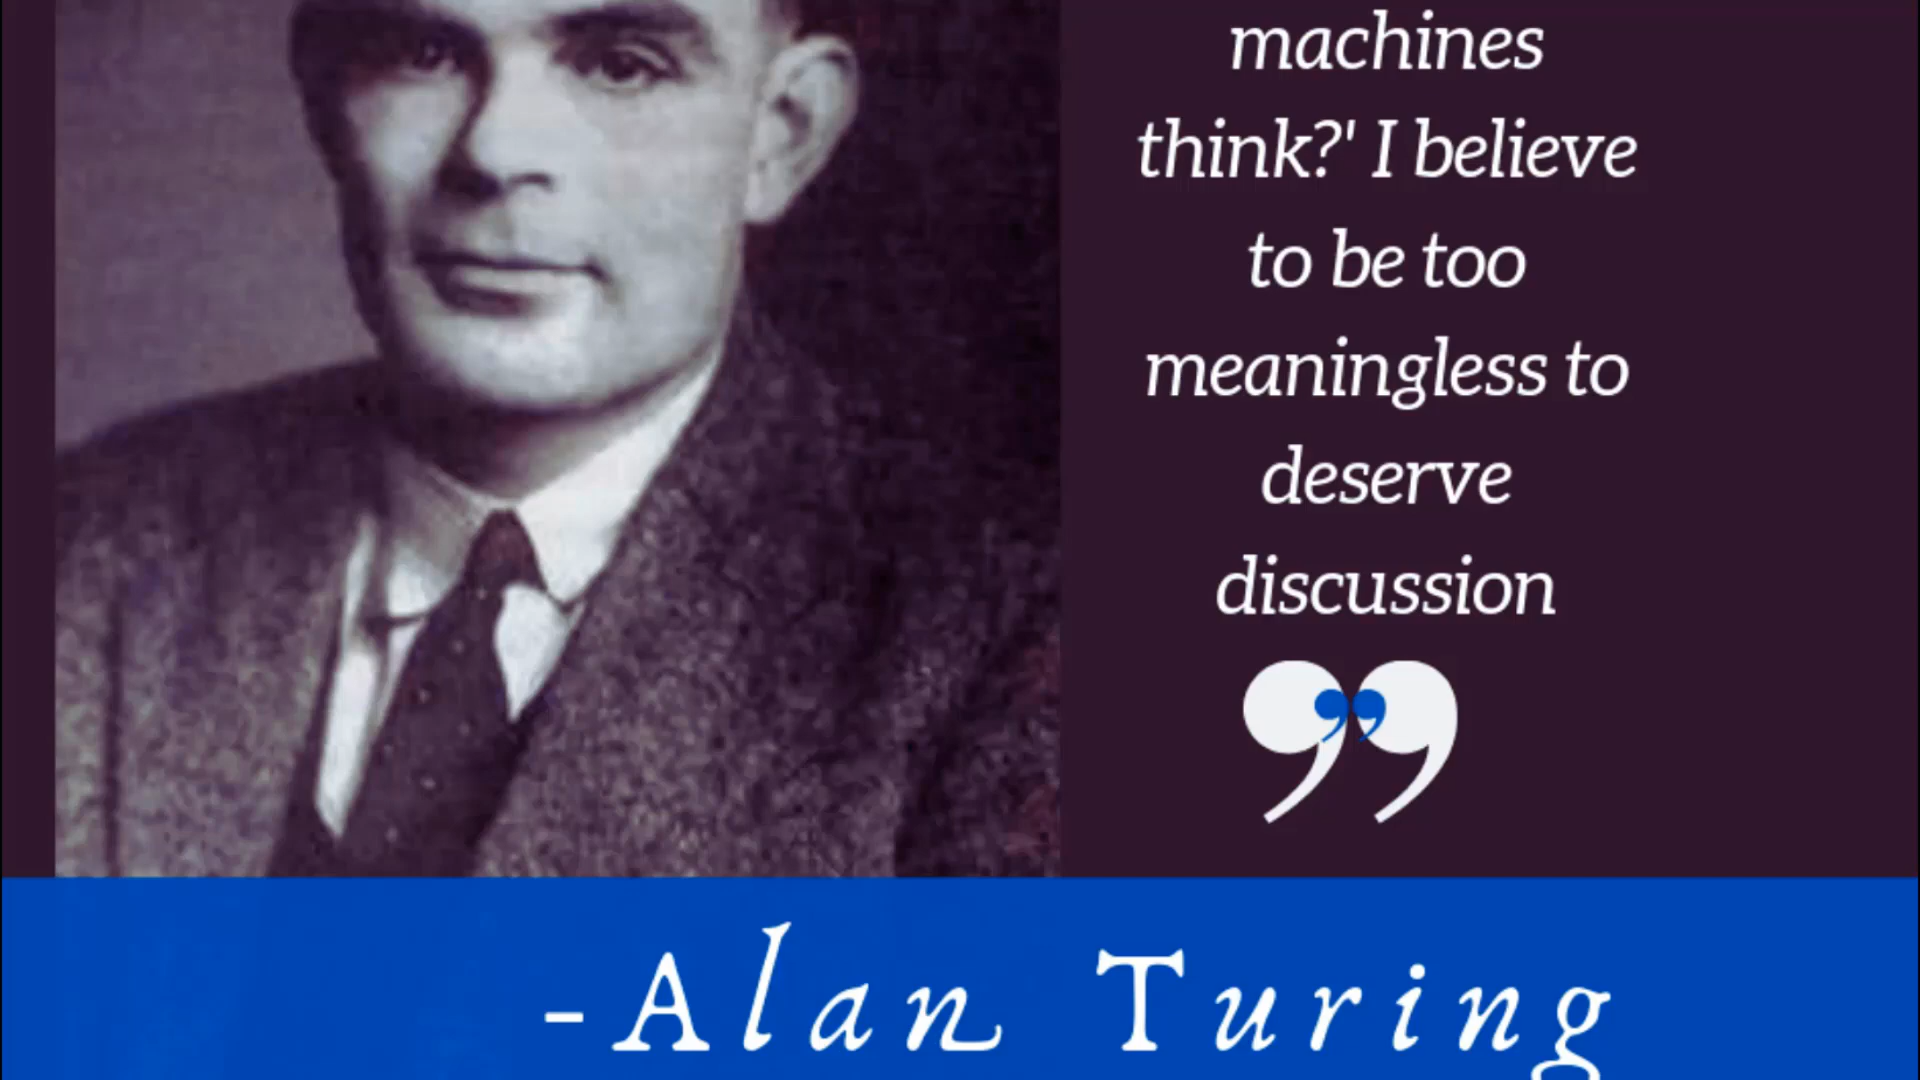 machines
think?' I believe
to be too
meaningless to
deserve
discussion
”
”
-Alan Turing